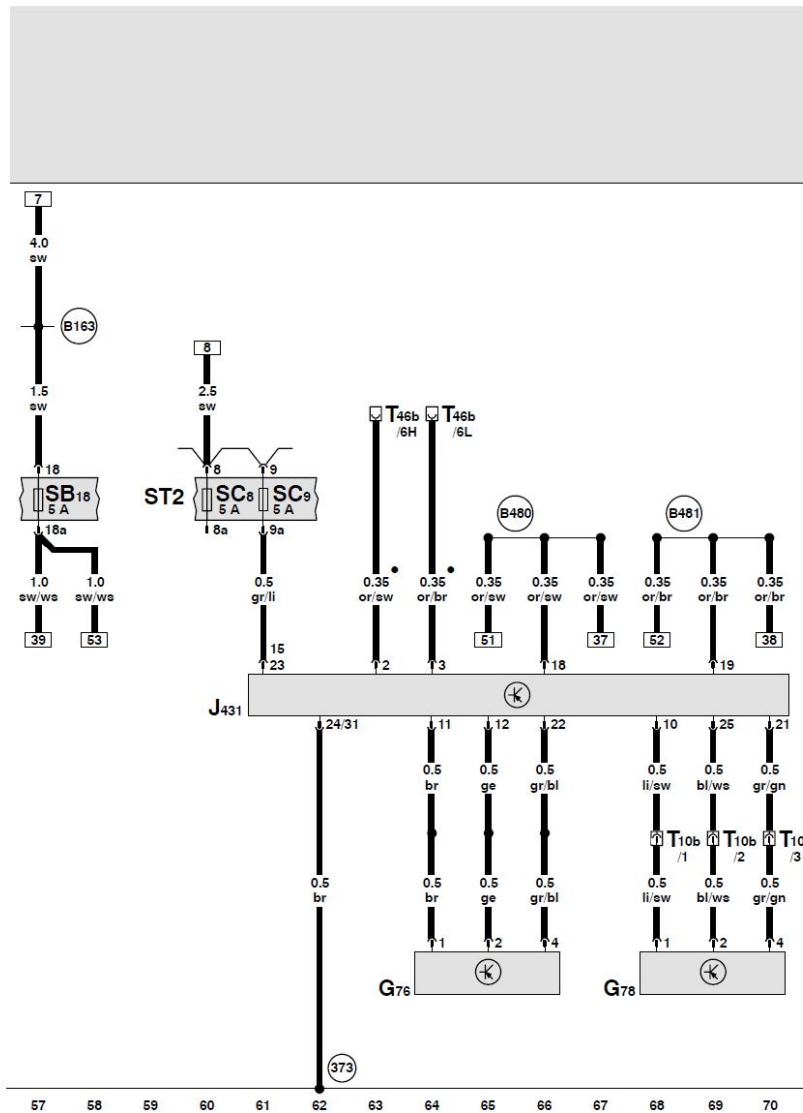 7
4.0
sw
B163
8
1.5
sw
2.5
sw
T46b
/6H
T46b
/6L
18
8
9
SB18
5 A
ST2
SC8
5 A
SC9
5 A
B480
B481
18a
8a
9a
1.0
sw/ws
1.0
sw/ws
0.5
gr/li
0.35
or/sw
0.35
or/br
0.35
or/sw
0.35
or/sw
0.35
or/sw
0.35
or/br
0.35
or/br
0.35
or/br
39
53
51
37
52
38
15
23
2
3
18
19
J431
24/31
11
12
22
10
25
21
0.5
br
0.5
ge
0.5
gr/bl
0.5
li/sw
0.5
bl/ws
0.5
gr/gn
T10b
/1
T10b
/2
T10
/3
0.5
br
0.5
br
0.5
ge
0.5
gr/bl
0.5
li/sw
0.5
bl/ws
0.5
gr/gn
1
2
4
1
2
4
G76
G78
373
57 58 59 60 61 62 63 64 65 66 67 68 69 70